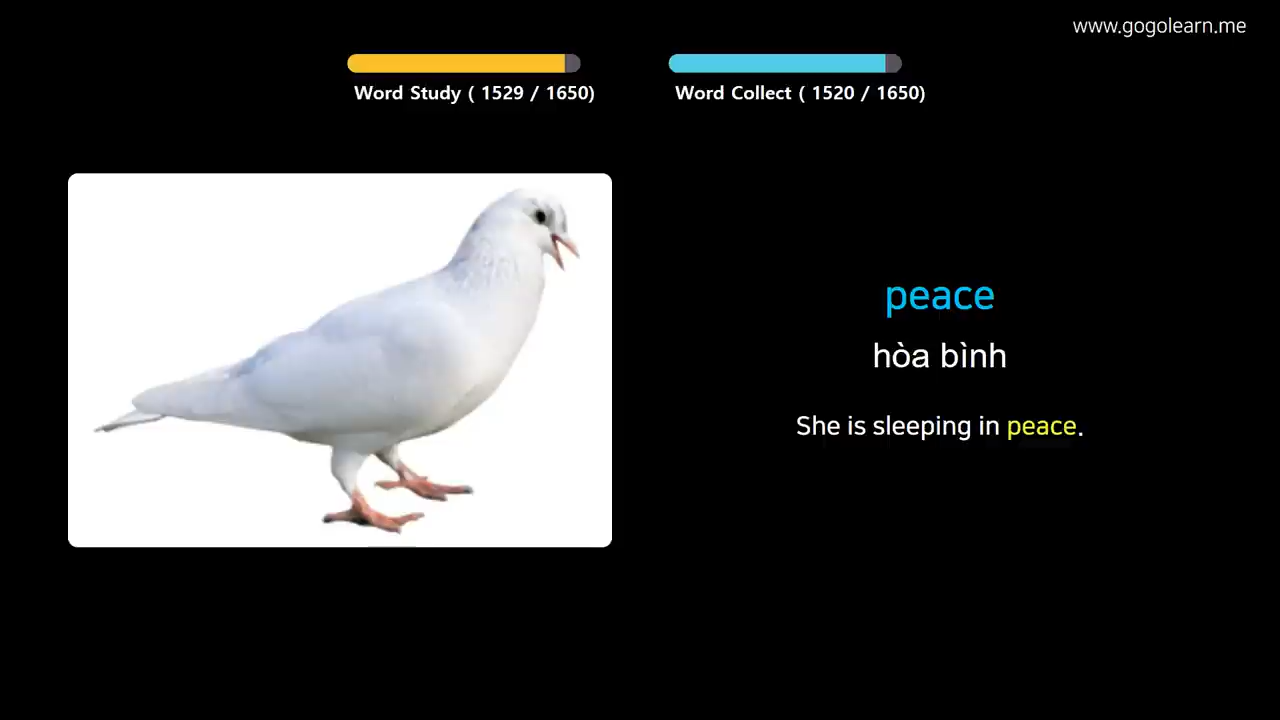 www.gogolearn.me
Word Study ( 1529 / 1650)
Word Collect ( 1520 / 1650)
peace
hòa bình
She is sleeping in peace.